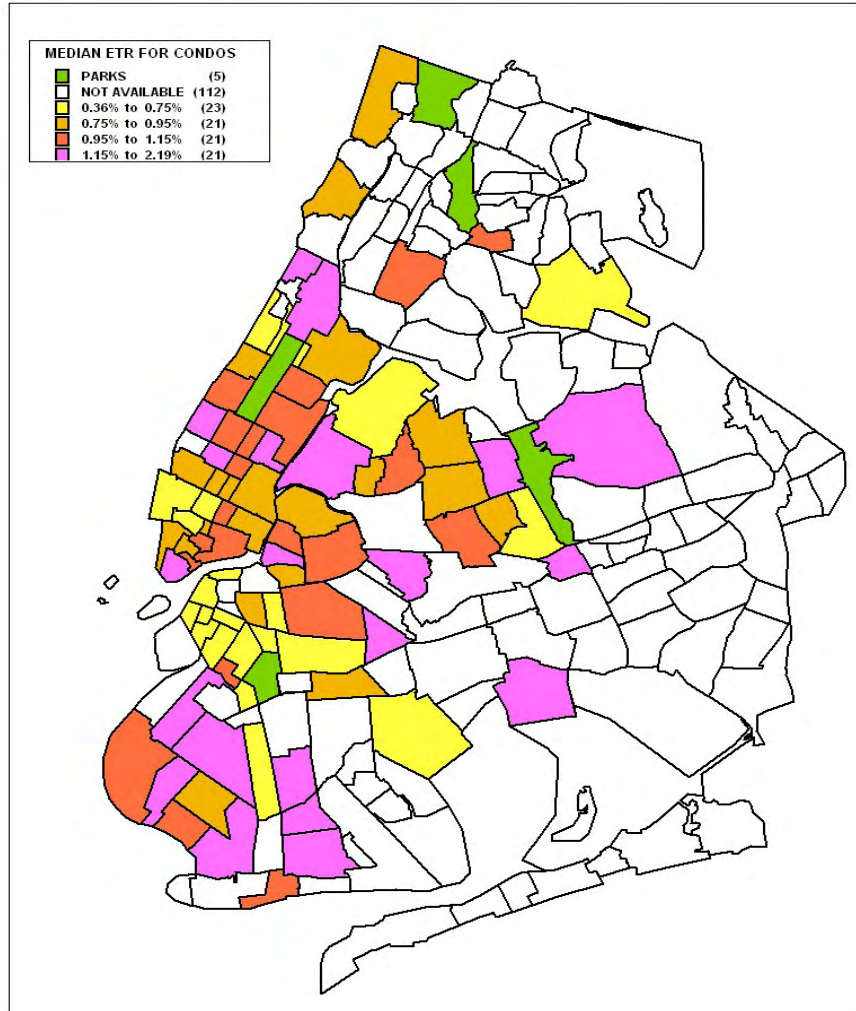 MEDIAN ETR FOR CONDOS
PARKS (5)
NOT AVAILABLE (112)
0.36% to 0.75% (23)
0.75% to 0.95% (21)
0.95% to 1.15% (21)
1.15% to 2.19% (21)